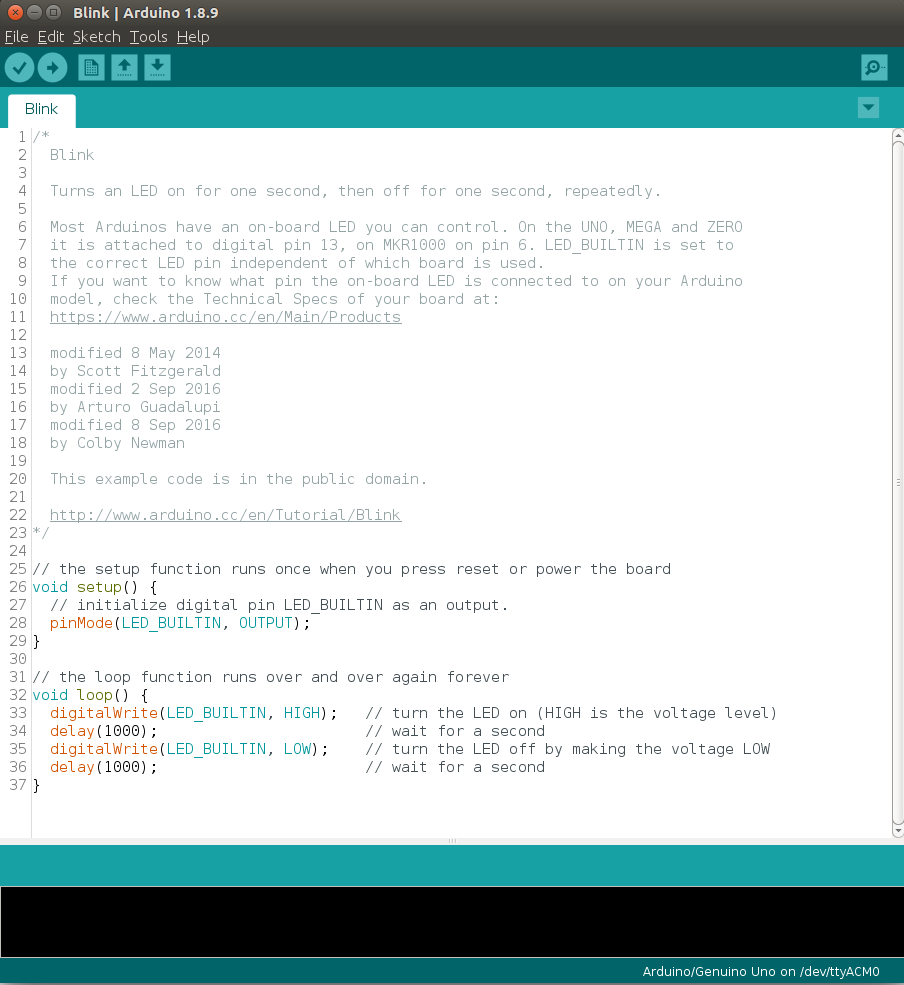 Blink | Arduino 1.8.9
File Edit Sketch Tools Help
Blink
1 /*
2   Blink
3
4   Turns an LED on for one second, then off for one second, repeatedly.
5
6   Most Arduinos have an on-board LED you can control. On the UNO, MEGA and ZERO
7   it is attached to digital pin 13, on MKR1000 on pin 6. LED_BUILTIN is set to
8   the correct LED pin independent of which board is used.
9   If you want to know what pin the on-board LED is connected to on your Arduino
10   model, check the Technical Specs of your board at:
11   https://www.arduino.cc/en/Main/Products
12
13   modified 8 May 2014
14   by Scott Fitzgerald
15   modified 2 Sep 2016
16   by Arturo Guadalupi
17   modified 8 Sep 2016
18   by Colby Newman
19
20   This example code is in the public domain.
21
22   http://www.arduino.cc/en/Tutorial/Blink
23 */
24
25 // the setup function runs once when you press reset or power the board
26 void setup() {
27   // initialize digital pin LED_BUILTIN as an output.
28   pinMode(LED_BUILTIN, OUTPUT);
29 }
30
31 // the loop function runs over and over again forever
32 void loop() {
33   digitalWrite(LED_BUILTIN, HIGH);   // turn the LED on (HIGH is the voltage level)
34   delay(1000);                       // wait for a second
35   digitalWrite(LED_BUILTIN, LOW);    // turn the LED off by making the voltage LOW
36   delay(1000);                       // wait for a second
37 }
Arduino/Genuino Uno on /dev/ttyACM0